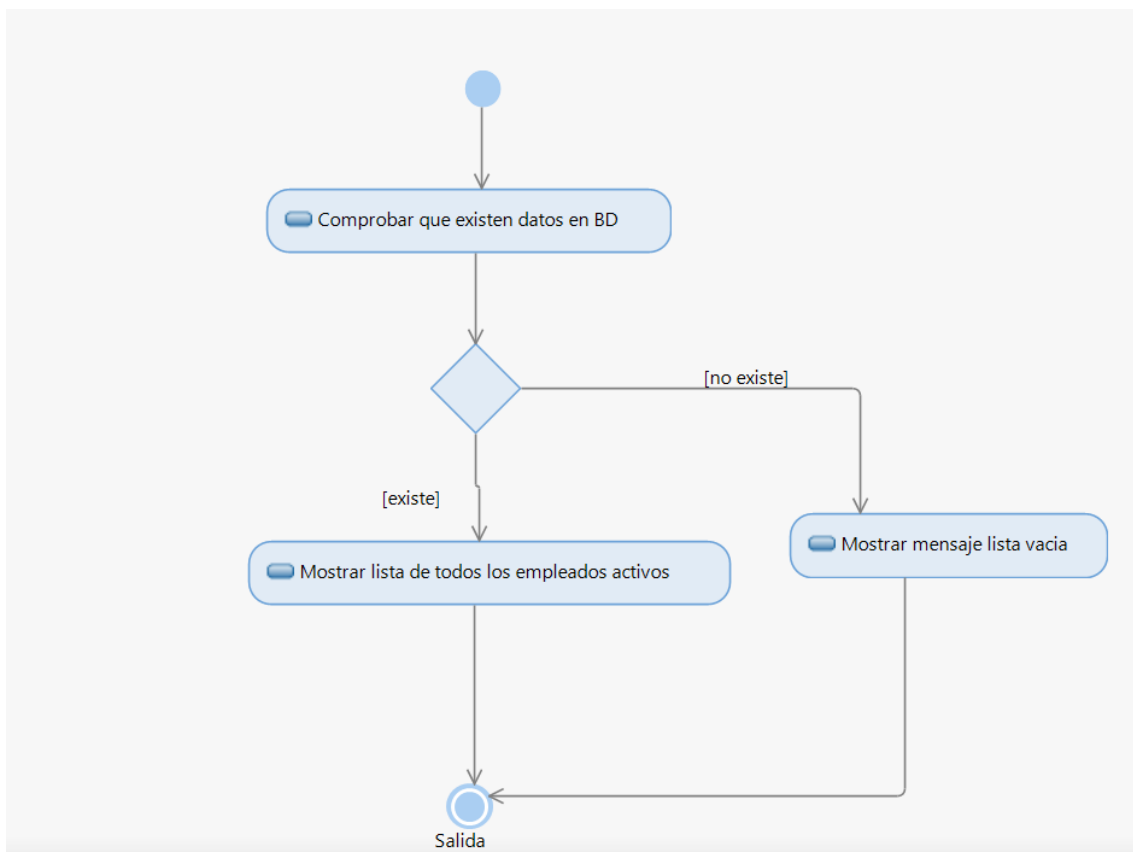 Comprobar que existen datos en BD
[no existe]
[existe]
Mostrar mensaje lista vacia
Mostrar lista de todos los empleados activos
Salida